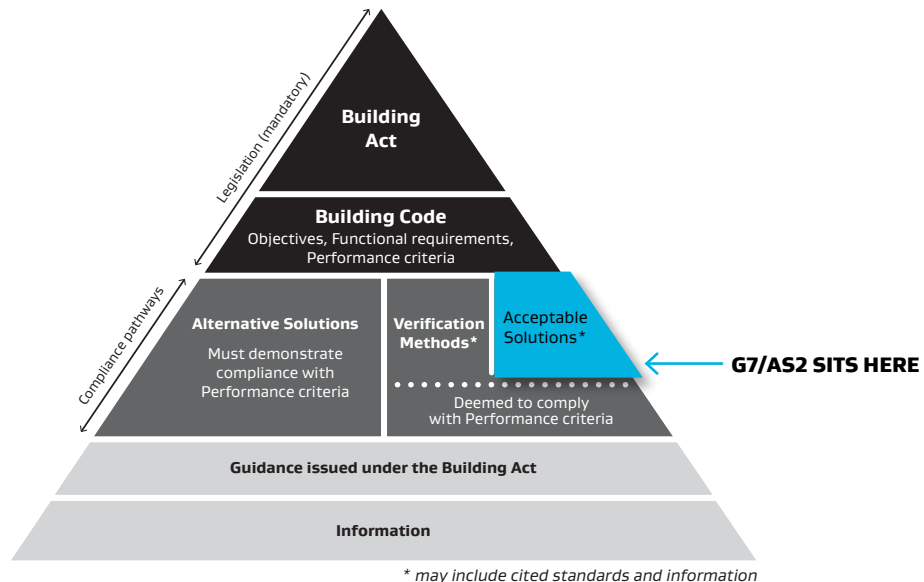 Legislation (mandatory)
Building
Act
Building Code
Objectives, Functional requirements,
Performance criteria
Compliance pathways
Alternative Solutions
Must demonstrate
compliance with
Performance criteria
Verification
Methods*
Acceptable
Solutions*
G7/AS2 SITS HERE
Deemed to comply
with Performance criteria
Guidance issued under the Building Act
Information
* may include cited standards and information